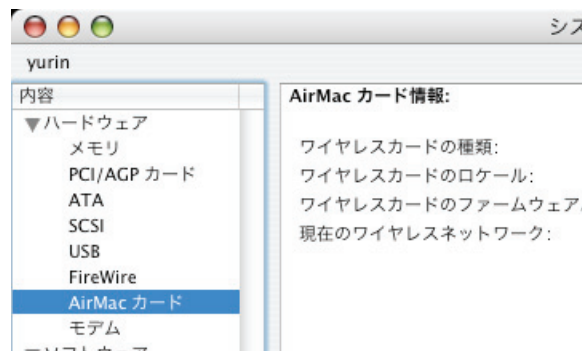 シス
yurin
内容
▼ハードウェア
メモリ
PCI/AGP カード
ATA
SCSI
USB
FireWire
AirMac カード
モデム
AirMac カード情報:
ワイヤレスカードの種類:
ワイヤレスカードのロケール:
ワイヤレスカードのファームウェア
現在のワイヤレスネットワーク: